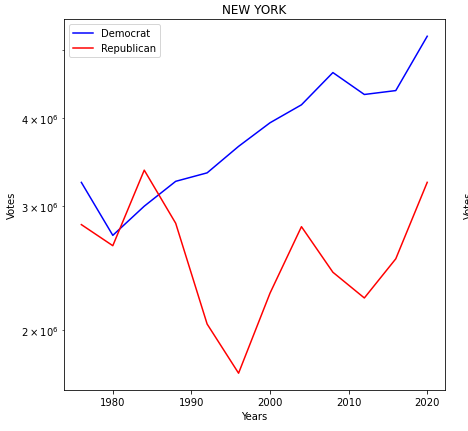 NEW YORK
Democrat
Republican
4 × 10⁶
3 × 10⁶
2 × 10⁶
Votes
Votes
1980 1990 2000 2010 2020
Years